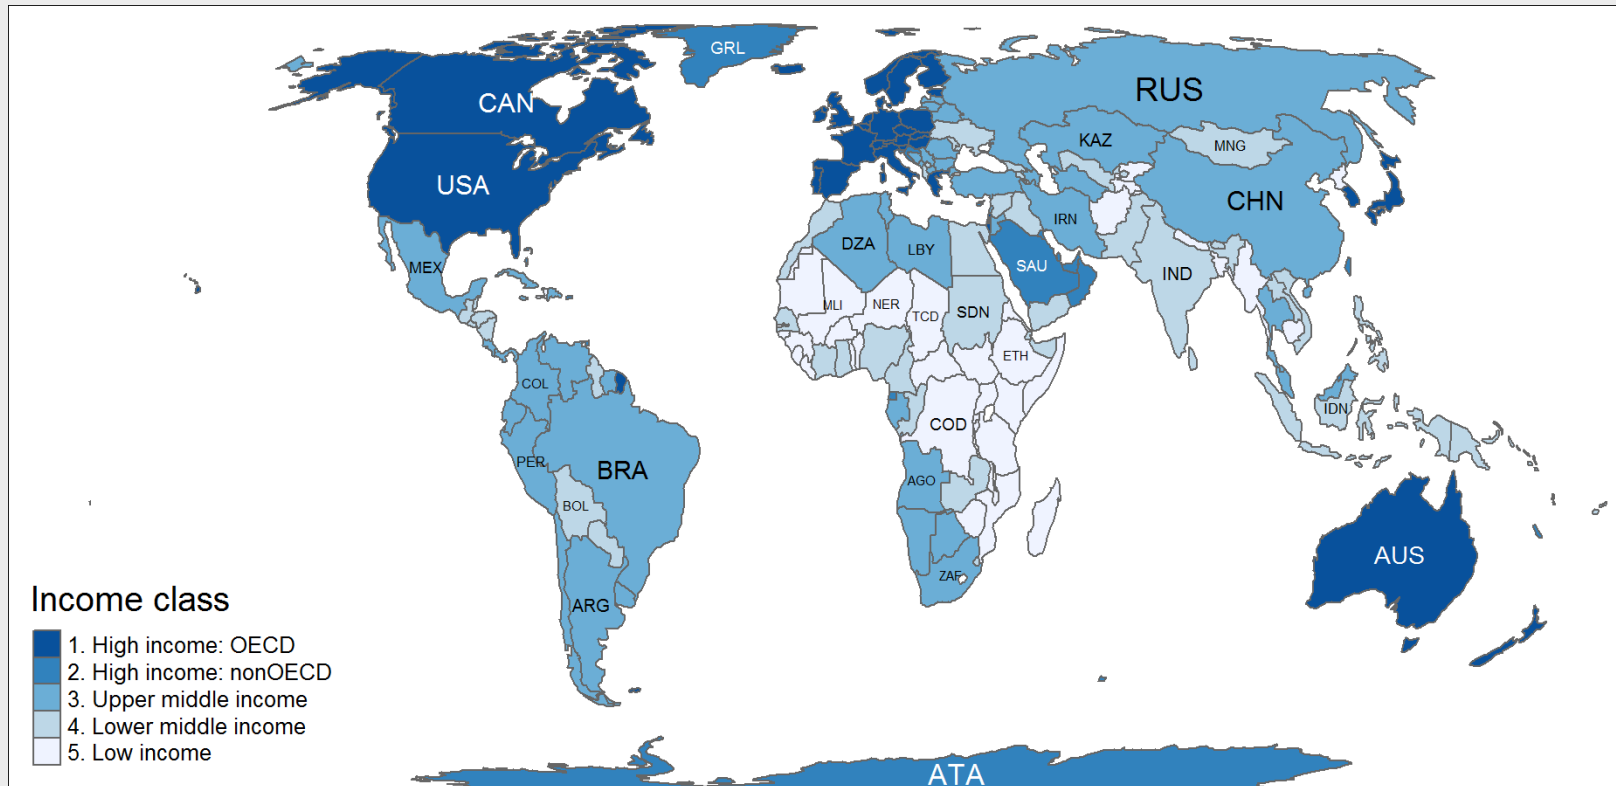 GRL
CAN
RUS
KAZ
MNG
USA
CHN
IRN
DZA
LBY
MEX
SAU
IND
MLI
NER
TCD
SDN
ETH
COL
IDN
COD
PER
BRA
AGO
BOL
AUS
ZAF
ARG
Income class
1. High income: OECD
2. High income: nonOECD
3. Upper middle income
4. Lower middle income
5. Low income
ATA